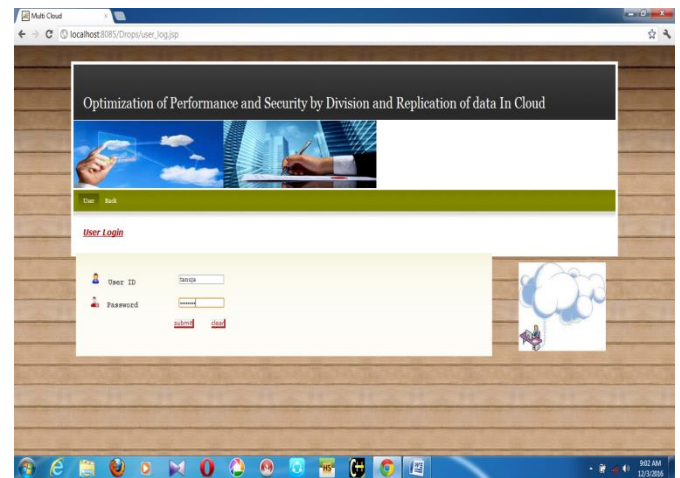 Multi Cloud
localhost:8085/Drops/user_log.jsp
Optimization of Performance and Security by Division and Replication of data In Cloud
User Back
User Login
User ID tanuja
Password
submit clear
9:02 AM
12/3/2016